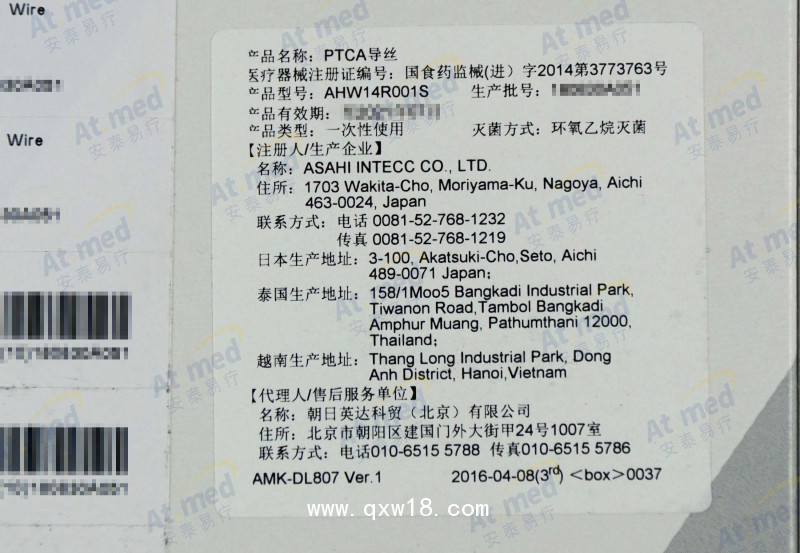 Wire
Wire
产品名称：PTCA导丝
医疗器械注册证编号：国食药监械(进）字2014第3773763号
产品型号：AHW14R001S 生产批号：
产品有效期：
产品类型：一次性使用 灭菌方式：环氧乙烷灭菌
【注册人/生产企业】
名称：ASAHI INTECC CO., LTD.
住所：1703 Wakita-Cho, Moriyama-Ku, Nagoya, Aichi
463-0024, Japan
联系方式：电话 0081-52-768-1232
传真 0081-52-768-1219
日本生产地址：3-100, Akatsuki-Cho,Seto, Aichi
489-0071 Japan；
泰国生产地址：158/1Moo5 Bangkadi Industrial Park,
Tiwanon Road,Tambol Bangkadi
Amphur Muang, Pathumthani 12000,
Thailand；
越南生产地址：Thang Long Industrial Park, Dong
Anh District, Hanoi,Vietnam
【代理人/售后服务单位】
名称：朝日英达科贸（北京）有限公司
住所：北京市朝阳区建国门外大街甲24号1007室
联系方式：电话010-6515 5788 传真010-6515 5786
AMK-DL807 Ver.1 2016-04-08(3rd) <box>0037
www.qxw18.com
At med
安泰易疗